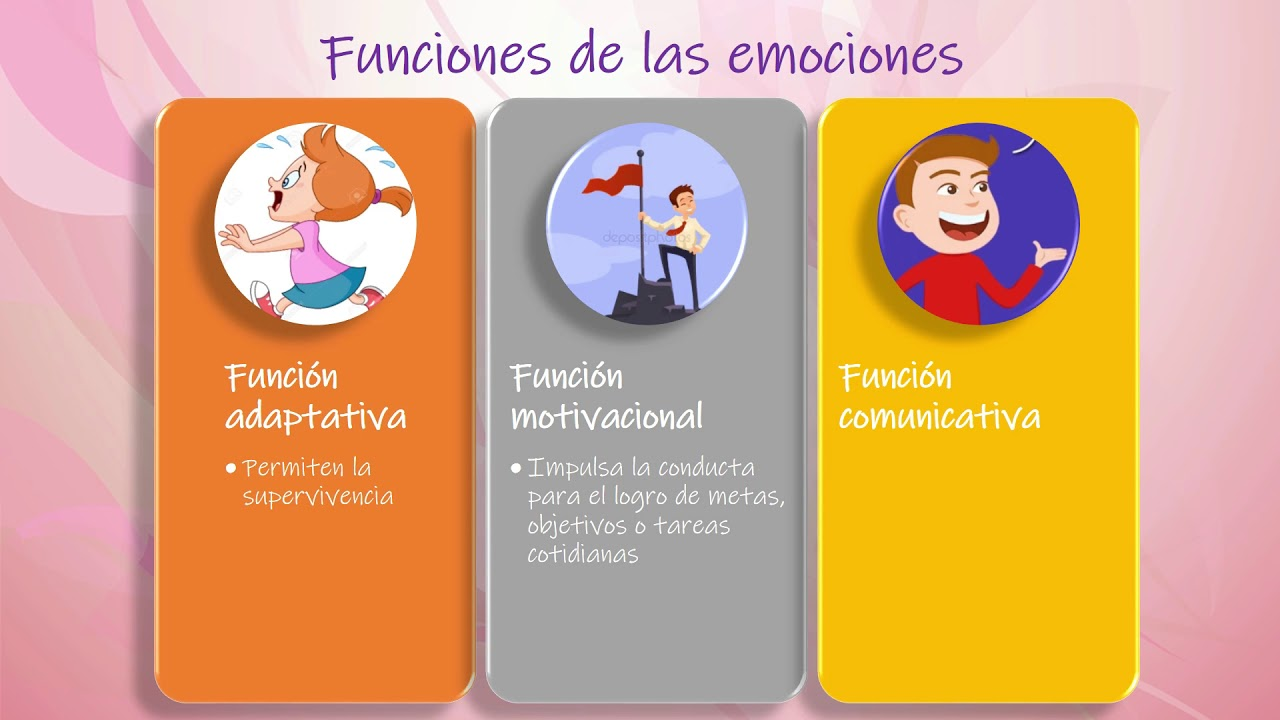 Funciones de las emociones
Función
adaptativa
• Permiten la
supervivencia
Función
motivacional
• Impulsa la conducta
para el logro de metas,
objetivos o tareas
cotidianas
Función
comunicativa
depositphotos